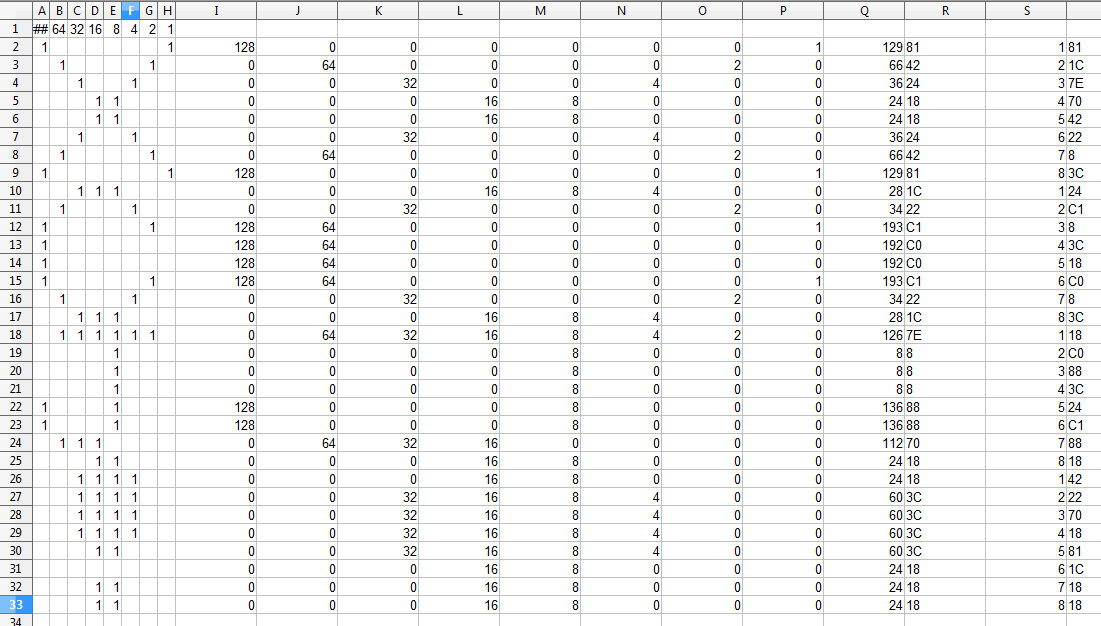 A B C D E F G H I J K L M N O P Q R S
1 ## 64 32 16 8 4 2 1
2 1 1 128 0 0 0 0 0 0 1 129 81 1 81
3 1 1 0 64 0 0 0 0 2 0 66 42 2 1C
4 1 1 0 0 32 0 0 4 0 0 36 24 3 7E
5 1 1 0 0 0 16 8 0 0 0 24 18 4 70
6 1 1 0 0 0 16 8 0 0 0 24 18 5 42
7 1 1 0 0 32 0 0 4 0 0 36 24 6 22
8 1 1 0 64 0 0 0 0 2 0 66 42 7 8
9 1 1 128 0 0 0 0 0 0 1 129 81 8 3C
10 1 1 1 0 0 0 16 8 4 0 0 28 1C 1 24
11 1 1 0 0 32 0 0 0 2 0 34 22 2 C1
12 1 1 128 64 0 0 0 0 0 1 193 C1 3 8
13 1 128 64 0 0 0 0 0 0 192 C0 4 3C
14 1 128 64 0 0 0 0 0 0 192 C0 5 18
15 1 1 128 64 0 0 0 0 0 1 193 C1 6 C0
16 1 1 0 0 32 0 0 0 2 0 34 22 7 8
17 1 1 1 0 0 0 16 8 4 0 0 28 1C 8 3C
18 1 1 1 1 1 1 0 64 32 16 8 4 2 0 126 7E 1 18
19 1 0 0 0 0 8 0 0 0 8 8 2 C0
20 1 0 0 0 0 8 0 0 0 8 8 3 88
21 1 0 0 0 0 8 0 0 0 8 8 4 3C
22 1 1 128 0 0 0 8 0 0 0 136 88 5 24
23 1 1 128 0 0 0 8 0 0 0 136 88 6 C1
24 1 1 1 0 64 32 16 0 0 0 0 112 70 7 88
25 1 1 0 0 0 16 8 0 0 0 24 18 8 18
26 1 1 1 1 0 0 0 16 8 0 0 0 24 18 1 42
27 1 1 1 1 0 0 32 16 8 4 0 0 60 3C 2 22
28 1 1 1 1 0 0 32 16 8 4 0 0 60 3C 3 70
29 1 1 1 1 0 0 32 16 8 4 0 0 60 3C 4 18
30 1 1 0 0 32 16 8 4 0 0 60 3C 5 81
31 0 0 0 16 8 0 0 0 24 18 6 1C
32 1 1 0 0 0 16 8 0 0 0 24 18 7 18
33 1 1 0 0 0 16 8 0 0 0 24 18 8 18
34